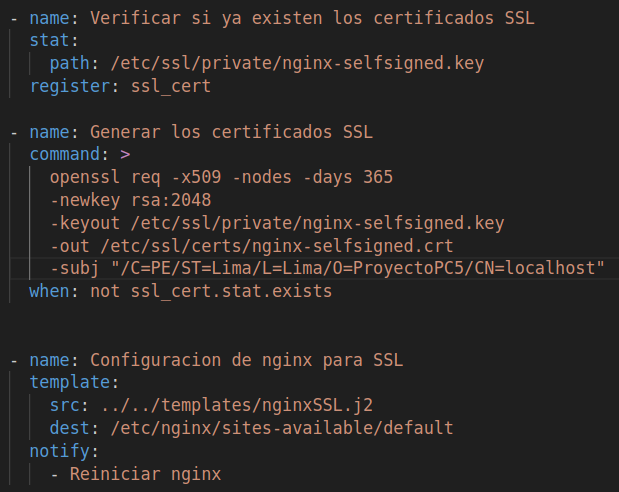 - name: Verificar si ya existen los certificados SSL
  stat:
    path: /etc/ssl/private/nginx-selfsigned.key
  register: ssl_cert

- name: Generar los certificados SSL
  command: >
    openssl req -x509 -nodes -days 365
    -newkey rsa:2048
    -keyout /etc/ssl/private/nginx-selfsigned.key
    -out /etc/ssl/certs/nginx-selfsigned.crt
    -subj "/C=PE/ST=Lima/L=Lima/O=ProyectoPC5/CN=localhost"
  when: not ssl_cert.stat.exists


- name: Configuracion de nginx para SSL
  template:
    src: ../../templates/nginxSSL.j2
    dest: /etc/nginx/sites-available/default
  notify:
    - Reiniciar nginx